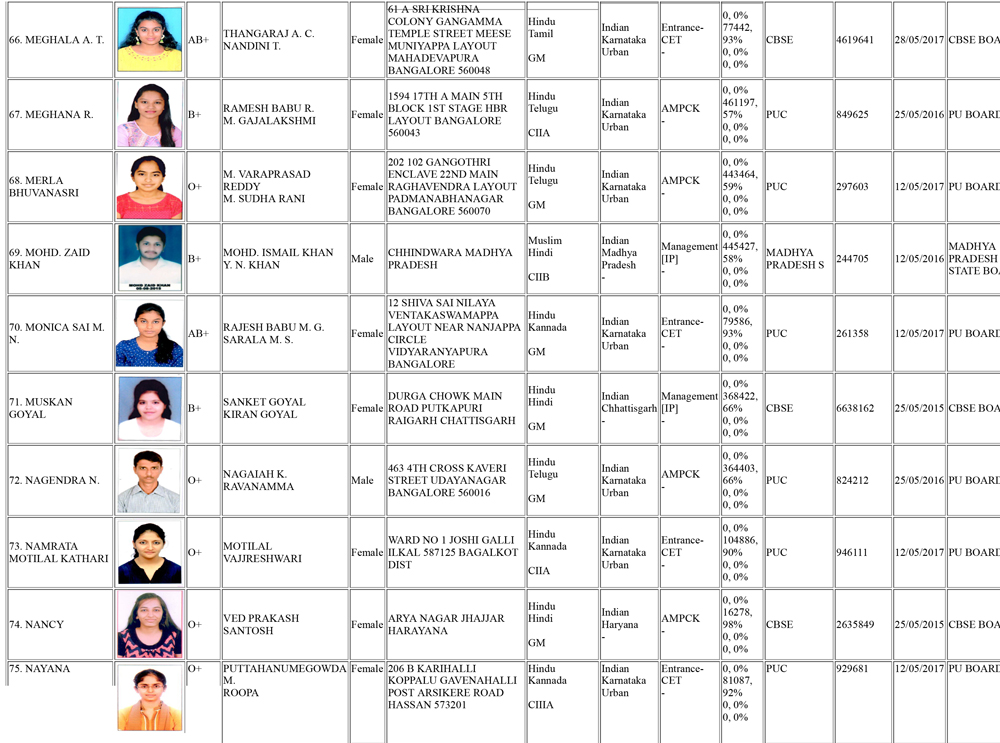 66. MEGHALA A. T.
AB+
THANGARAJ A. C.
NANDINI T.
Female
61 A SRI KRISHNA
COLONY GANGAMMA
TEMPLE STREET MEESE
MUNIYAPPA LAYOUT
MAHADEVAPURA
BANGALORE 560048
Hindu
Tamil
GM
Indian
Karnataka
Urban
Entrance-
CET
-
0, 0%
77442,
93%
0, 0%
0, 0%
CBSE
4619641
28/05/2017
CBSE BOA
67. MEGHANA R.
B+
RAMESH BABU R.
M. GAJALAKSHMI
Female
1594 17TH A MAIN 5TH
BLOCK 1ST STAGE HBR
LAYOUT BANGALORE
560043
Hindu
Telugu
CIIA
Indian
Karnataka
Urban
AMPCK
-
0, 0%
461197,
57%
0, 0%
0, 0%
PUC
849625
25/05/2016
PU BOARD
68. MERLA
BHUVANASRI
O+
M. VARAPRASAD
REDDY
M. SUDHA RANI
Female
202 102 GANGOTHRI
ENCLAVE 22ND MAIN
RAGHAVENDRA LAYOUT
PADMANABHANAGAR
BANGALORE 560070
Hindu
Telugu
GM
Indian
Karnataka
Urban
AMPCK
-
0, 0%
443464,
59%
0, 0%
0, 0%
PUC
297603
12/05/2017
PU BOARD
69. MOHD. ZAID
KHAN
MOHD ZAID KHAN
B+
MOHD. ISMAIL KHAN
Y. N. KHAN
Male
CHHINDWARA MADHYA
PRADESH
Muslim
Hindi
CIIB
Indian
Madhya
Pradesh
-
Management
[IP]
-
0, 0%
445427,
58%
0, 0%
0, 0%
MADHYA
PRADESH S
244705
12/05/2016
MADHYA
PRADESH
STATE BOA
70. MONICA SAI M.
N.
AB+
RAJESH BABU M. G.
SARALA M. S.
Female
12 SHIVA SAI NILAYA
VENTAKASWAMAPPA
LAYOUT NEAR NANJAPPA
CIRCLE
VIDYARANYAPURA
BANGALORE
Hindu
Kannada
GM
Indian
Karnataka
Urban
Entrance-
CET
-
0, 0%
79586,
93%
0, 0%
0, 0%
PUC
261358
12/05/2017
PU BOARD
71. MUSKAN
GOYAL
B+
SANKET GOYAL
KIRAN GOYAL
Female
DURGA CHOWK MAIN
ROAD PUTKAPURI
RAIGARH CHATTISGARH
Hindu
Hindi
GM
Indian
Chhattisgarh
-
Management
[IP]
-
0, 0%
368422,
66%
0, 0%
0, 0%
CBSE
6638162
25/05/2015
CBSE BOA
72. NAGENDRA N.
O+
NAGAIAH K.
RAVANAMMA
Male
463 4TH CROSS KAVERI
STREET UDAYANAGAR
BANGALORE 560016
Hindu
Telugu
GM
Indian
Karnataka
Urban
AMPCK
-
0, 0%
364403,
66%
0, 0%
0, 0%
PUC
824212
25/05/2016
PU BOARD
73. NAMRATA
MOTILAL KATHARI
O+
MOTILAL
VAJJRESHWARI
Female
WARD NO 1 JOSHI GALLI
ILKAL 587125 BAGALKOT
DIST
Hindu
Kannada
CIIA
Indian
Karnataka
Urban
Entrance-
CET
-
0, 0%
104886,
90%
0, 0%
0, 0%
PUC
946111
12/05/2017
PU BOARD
74. NANCY
O+
VED PRAKASH
SANTOSH
Female
ARYA NAGAR JHAJJAR
HARAYANA
Hindu
Hindi
GM
Indian
Haryana
-
AMPCK
-
0, 0%
16278,
98%
0, 0%
0, 0%
CBSE
2635849
25/05/2015
CBSE BOA
75. NAYANA
O+
PUTTAHANUMEGOWDA
M.
ROOPA
Female
206 B KARIHALLI
KOPPALU GAVENAHALLI
POST ARSIKERE ROAD
HASSAN 573201
Hindu
Kannada
CIIIA
Indian
Karnataka
Urban
Entrance-
CET
-
0, 0%
81087,
92%
0, 0%
0, 0%
PUC
929681
12/05/2017
PU BOARD